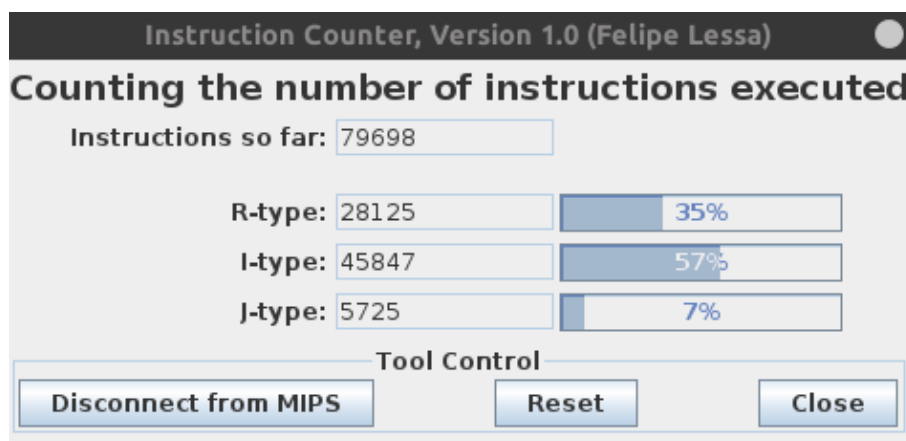 Instruction Counter, Version 1.0 (Felipe Lessa)
Counting the number of instructions executed
Instructions so far: 79698
R-type: 28125 35%
I-type: 45847 57%
J-type: 5725 7%
Tool Control
Disconnect from MIPS Reset Close